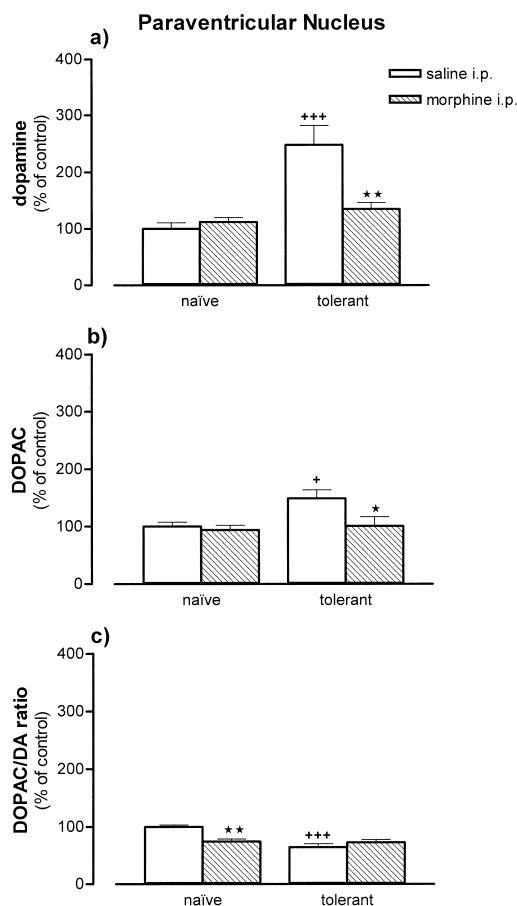 Paraventricular Nucleus
a)
saline i.p.
morphine i.p.
dopamine
(% of control)
400
300
200
100
0
+++
★★
naïve
tolerant
b)
DOPAC
(% of control)
400
300
200
100
0
+
★
naïve
tolerant
c)
DOPAC/DA ratio
(% of control)
400
300
200
100
0
★★
+++
naïve
tolerant